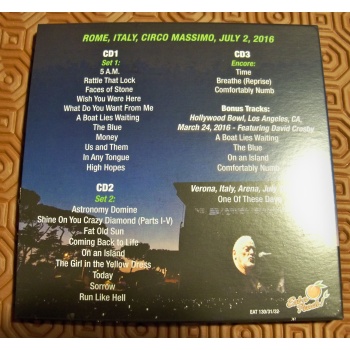 ROME, ITALY, CIRCO MASSIMO, JULY 2, 2016
CD1
Set 1:
5 A.M.
Rattle That Lock
Faces of Stone
Wish You Were Here
What Do You Want From Me
A Boat Lies Waiting
The Blue
Money
Us and Them
In Any Tongue
High Hopes
CD2
Set 2:
Astronomy Domine
Shine On You Crazy Diamond (Parts I-V)
Fat Old Sun
Coming Back to Life
On an Island
The Girl in the Yellow Dress
Today
Sorrow
Run Like Hell
CD3
Encore:
Time
Breathe (Reprise)
Comfortably Numb
Bonus Tracks:
Hollywood Bowl, Los Angeles, CA,
March 24, 2016 - Featuring David Crosby
A Boat Lies Waiting
The Blue
On an Island
Comfortably Numb
Verona, Italy, Arena, July
One Of These Days
EAT 130/31/33